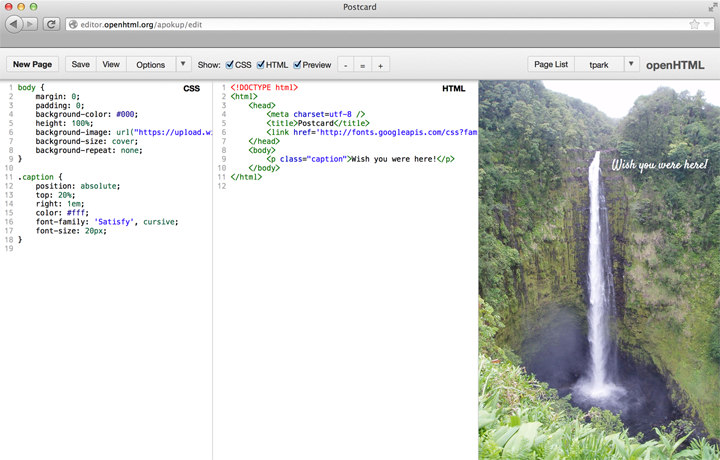 Postcard
editor.openhtml.org/apokup/edit
New Page Save View Options Show: CSS HTML Preview - = + Page List tpark openHTML
CSS
1 body {
2 margin: 0;
3 padding: 0;
4 background-color: #000;
5 height: 100%;
6 background-image: url("https://upload.wi
7 background-size: cover;
8 background-repeat: none;
9 }
10
11 .caption {
12 position: absolute;
13 top: 20%;
14 right: 1em;
15 color: #fff;
16 font-family: 'Satisfy', cursive;
17 font-size: 20px;
18 }
19
HTML
1 <!DOCTYPE html>
2 <html>
3 <head>
4 <meta charset=utf-8 />
5 <title>Postcard</title>
6 <link href='http://fonts.googleapis.com/css?fam
7 </head>
8 <body>
9 <p class="caption">Wish you were here!</p>
10 </body>
11 </html>
12
Wish you were here!